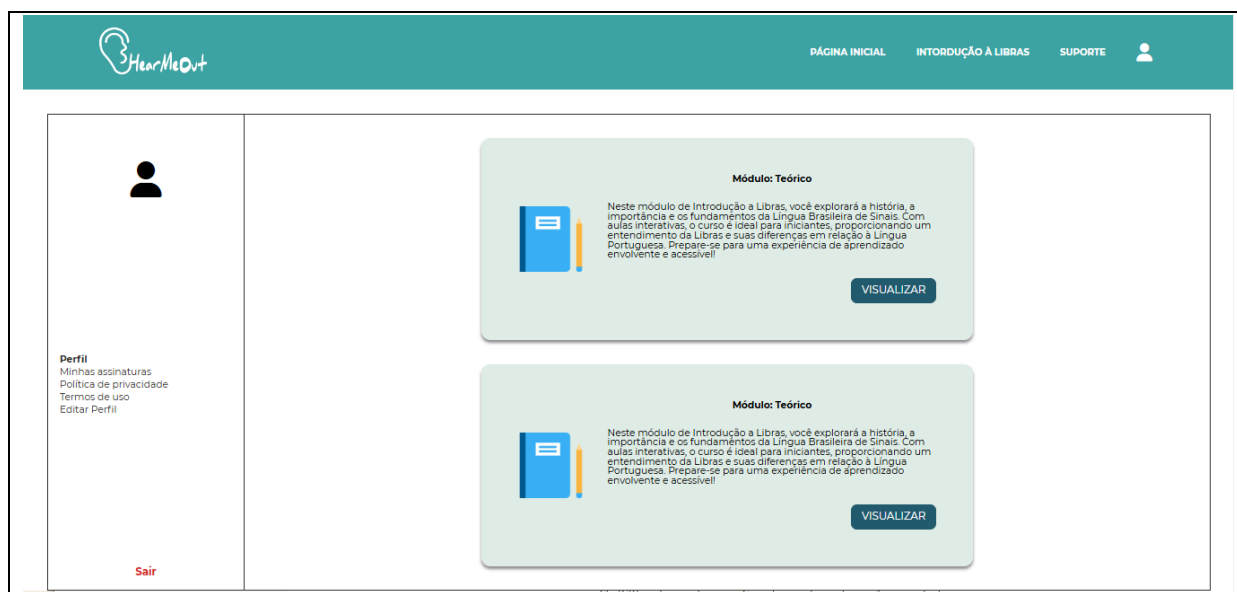 HearMeOut
PÁGINA INICIAL
INTORDUÇÃO À LIBRAS
SUPORTE
Perfil
Minhas assinaturas
Política de privacidade
Termos de uso
Editar Perfil
Sair
Módulo: Teórico
Neste módulo de Introdução a Libras, você explorará a história, a
importância e os fundamentos da Língua Brasileira de Sinais. Com
aulas interativas, o curso é ideal para iniciantes, proporcionando um
entendimento da Libras e suas diferenças em relação à Língua
Portuguesa. Prepare-se para uma experiência de aprendizado
envolvente e acessível!
VISUALIZAR
Módulo: Teórico
Neste módulo de Introdução a Libras, você explorará a história, a
importância e os fundamentos da Língua Brasileira de Sinais. Com
aulas interativas, o curso é ideal para iniciantes, proporcionando um
entendimento da Libras e suas diferenças em relação à Língua
Portuguesa. Prepare-se para uma experiência de aprendizado
envolvente e acessível!
VISUALIZAR